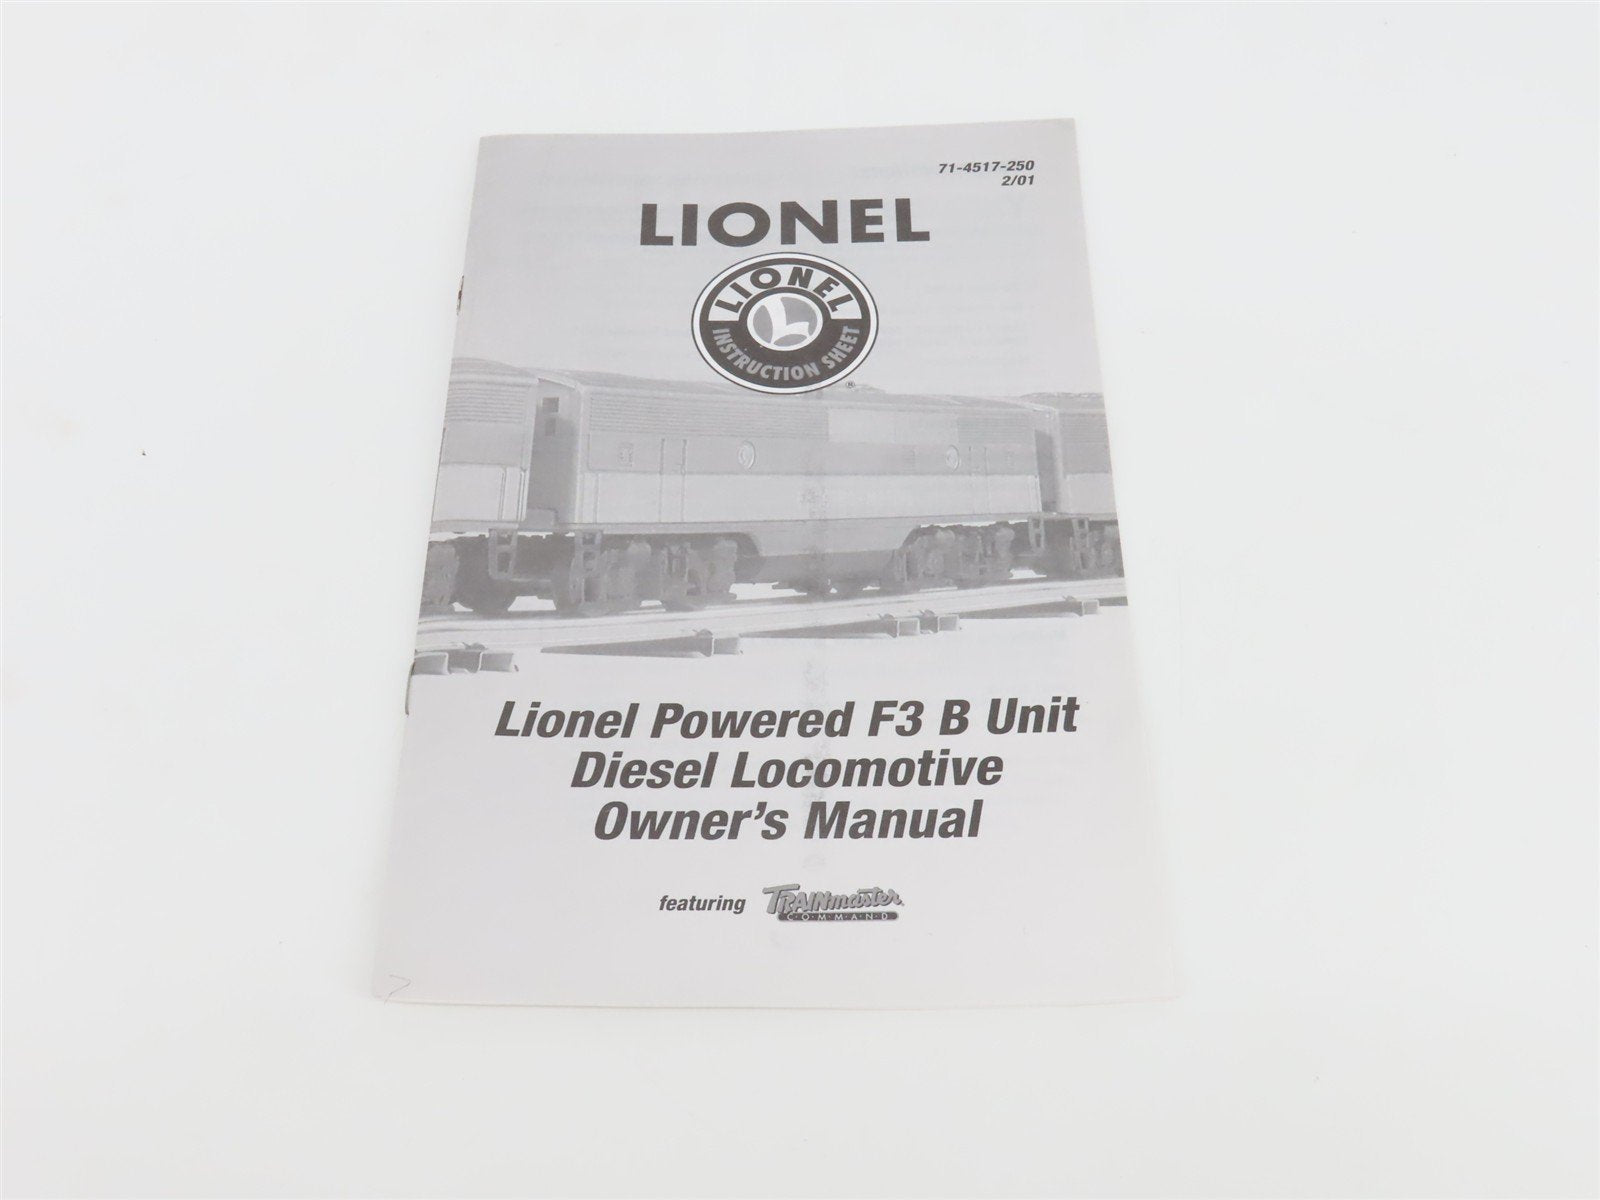 71-4517-250
2/01
LIONEL
LIONEL
INSTRUCTION SHEET
®
Lionel Powered F3 B Unit
Diesel Locomotive
Owner's Manual
featuring TRAINmaster
COMMAND